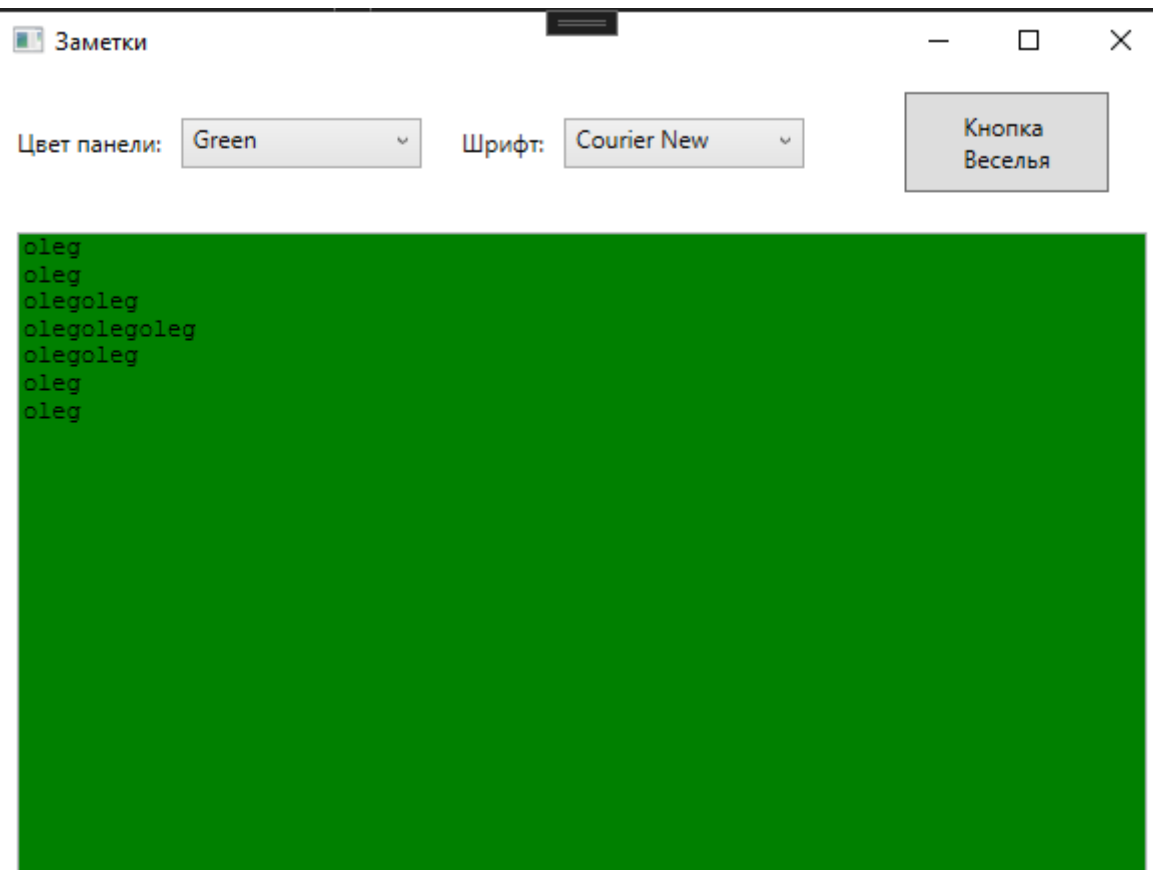 Заметки
Цвет панели: Green Шрифт: Courier New
Кнопка
Веселья
oleg
oleg
olegoleg
olegolegoleg
olegoleg
oleg
oleg